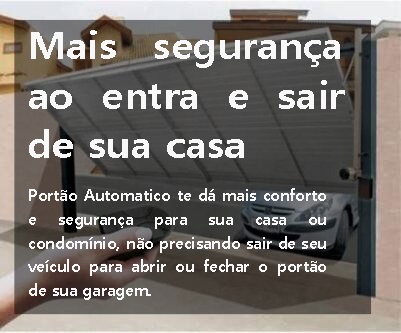 Mais segurança
ao entra e sair
de sua casa
Portão Automatico te dá mais conforto
e segurança para sua casa ou
condomínio, não precisando sair de seu
veículo para abrir ou fechar o portão
de sua garagem.